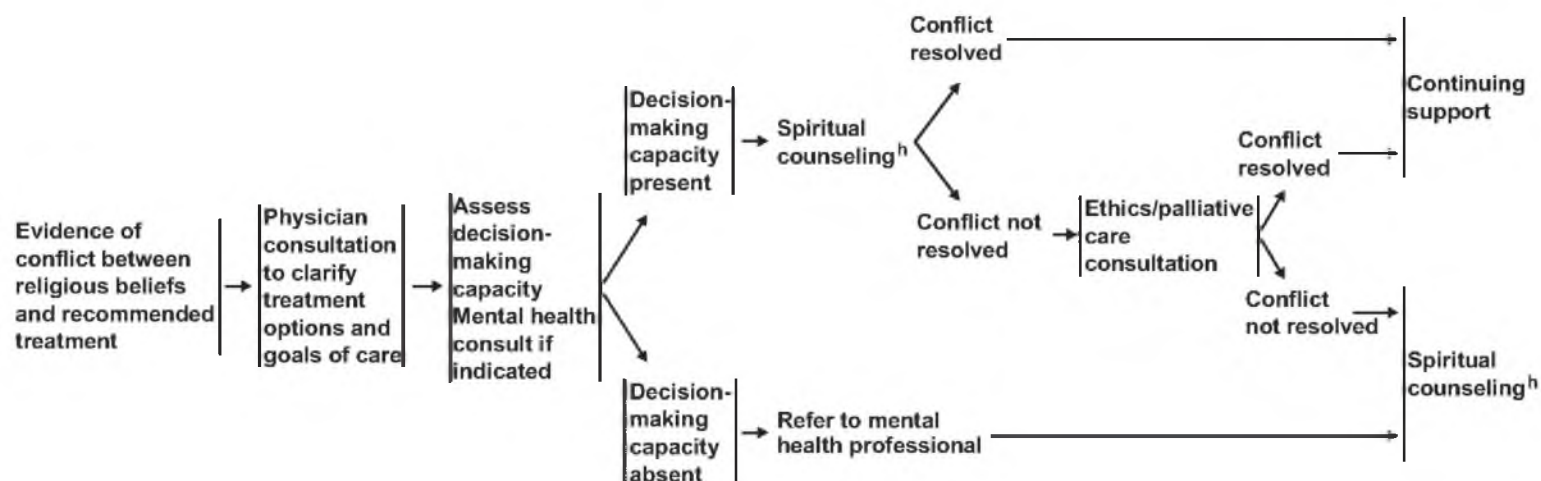 Evidence of
conflict between
religious beliefs
and recommended
treatment
Physician
consultation
to clarify
treatment
options and
goals of care
Assess
decision-
making
capacity
Mental health
consult if
indicated
Decision-
making
capacity
present
Spiritual
counselingʰ
Conflict
resolved
Conflict not
resolved
Ethics/palliative
care
consultation
Conflict
resolved
Continuing
support
Conflict
not resolved
Decision-
making
capacity
absent
Refer to mental
health professional
Spiritual
counselingʰ